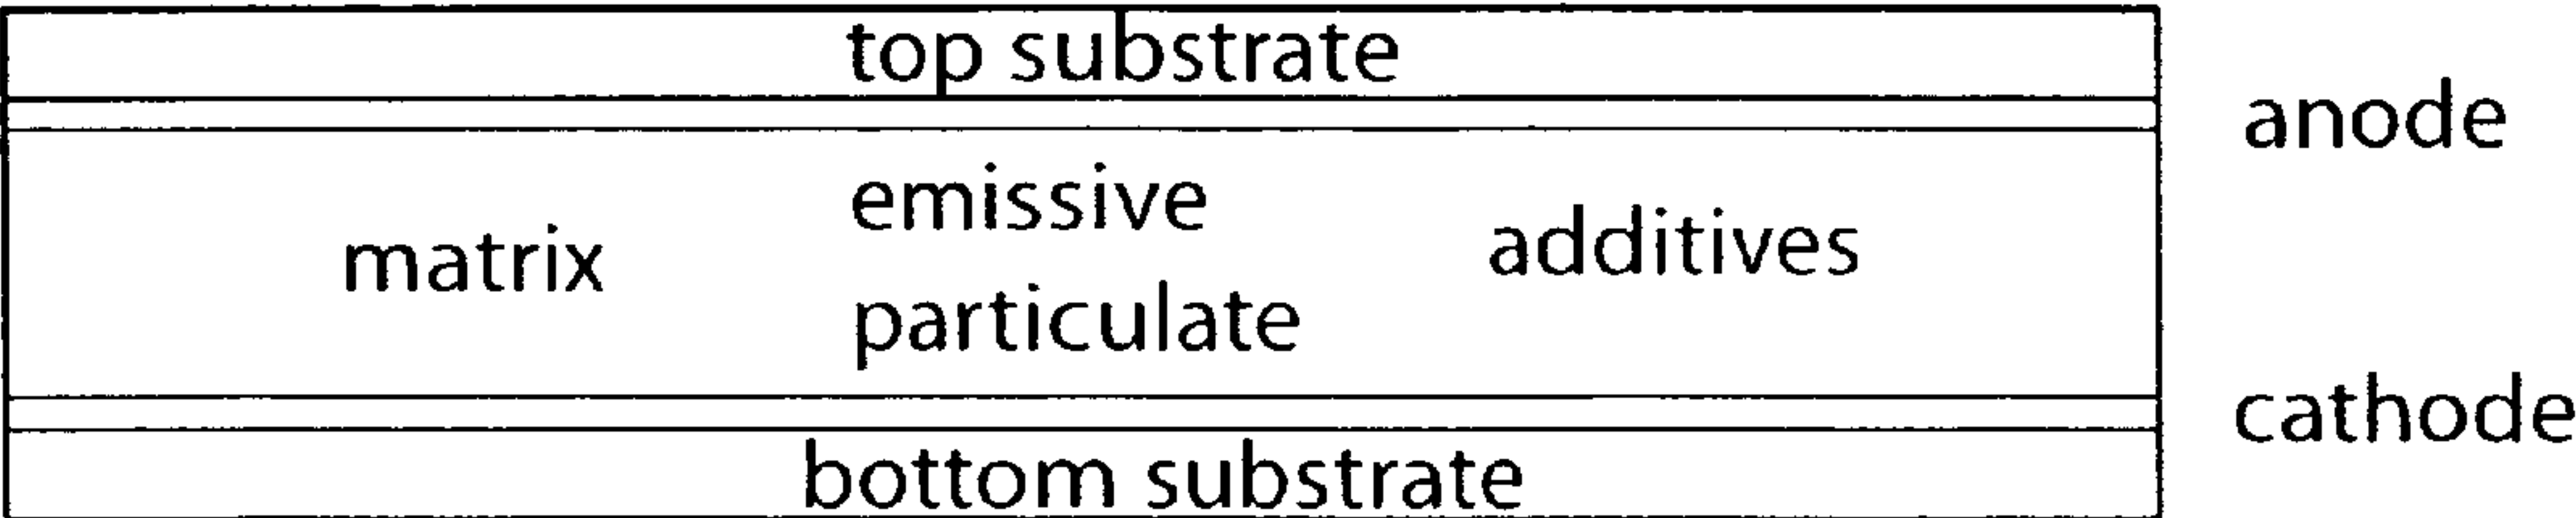 top substrate
anode
emissive
matrix
additives
particulate
cathode
bottom substrate